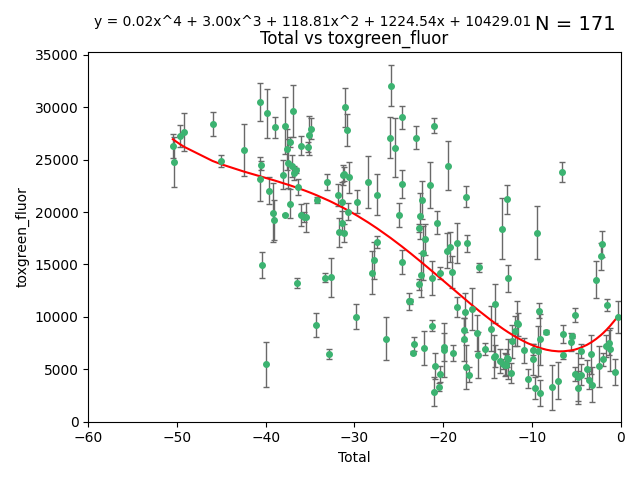 y = 0.02x^4 + 3.00x^3 + 118.81x^2 + 1224.54x + 10429.01 N = 171
Total vs toxgreen_fluor
35000
30000
25000
20000
15000
10000
5000
0
toxgreen_fluor
−60 −50 −40 −30 −20 −10 0
Total